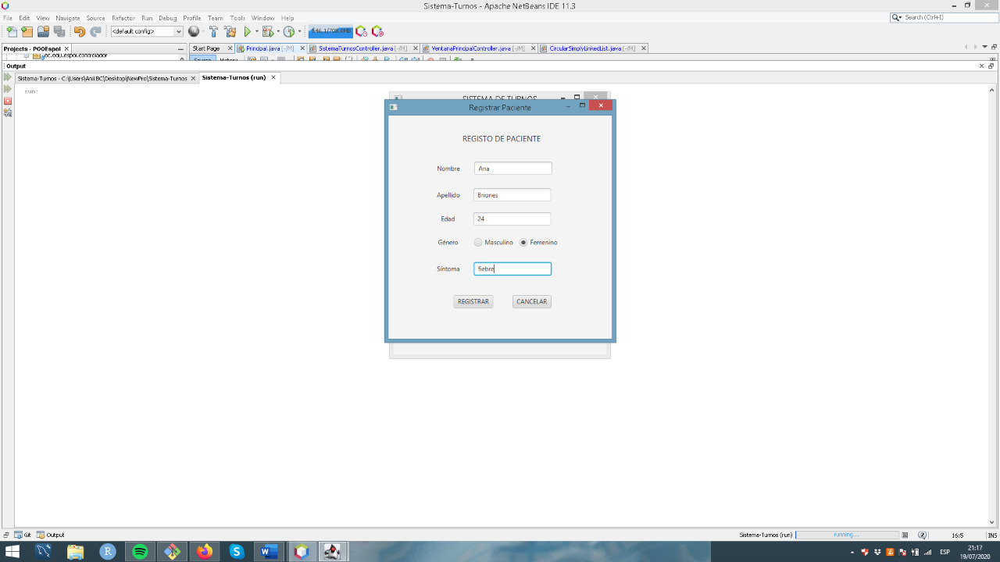 Sistema-Turnos - Apache NetBeans IDE 11.3
File Edit View Navigate Source Refactor Run Debug Profile Team Tools Window Help
Search (Ctrl+I)
<default config>
Projects - POOEspol
Start Page
Principal.java [-/M]
SistemaTurnosController.java [-/M]
VentanaPrincipalController.java [-/M]
CircularSimplyLinkedList.java [-/M]
ec.edu.espol.controlador
Output
Sistema-Turnos - C:\Users\Ani BC\Desktop\NewPro\Sistema-Turnos
Sistema-Turnos (run)
run:
SISTEMA DE TURNOS
Registrar Paciente
REGISTO DE PACIENTE
Nombre Ana
Apellido Briones
Edad 24
Género Masculino Femenino
Síntoma fiebre
REGISTRAR CANCELAR
Git Output
Sistema-Turnos (run) running... 16:5 INS
ESP
21:17
19/07/2020